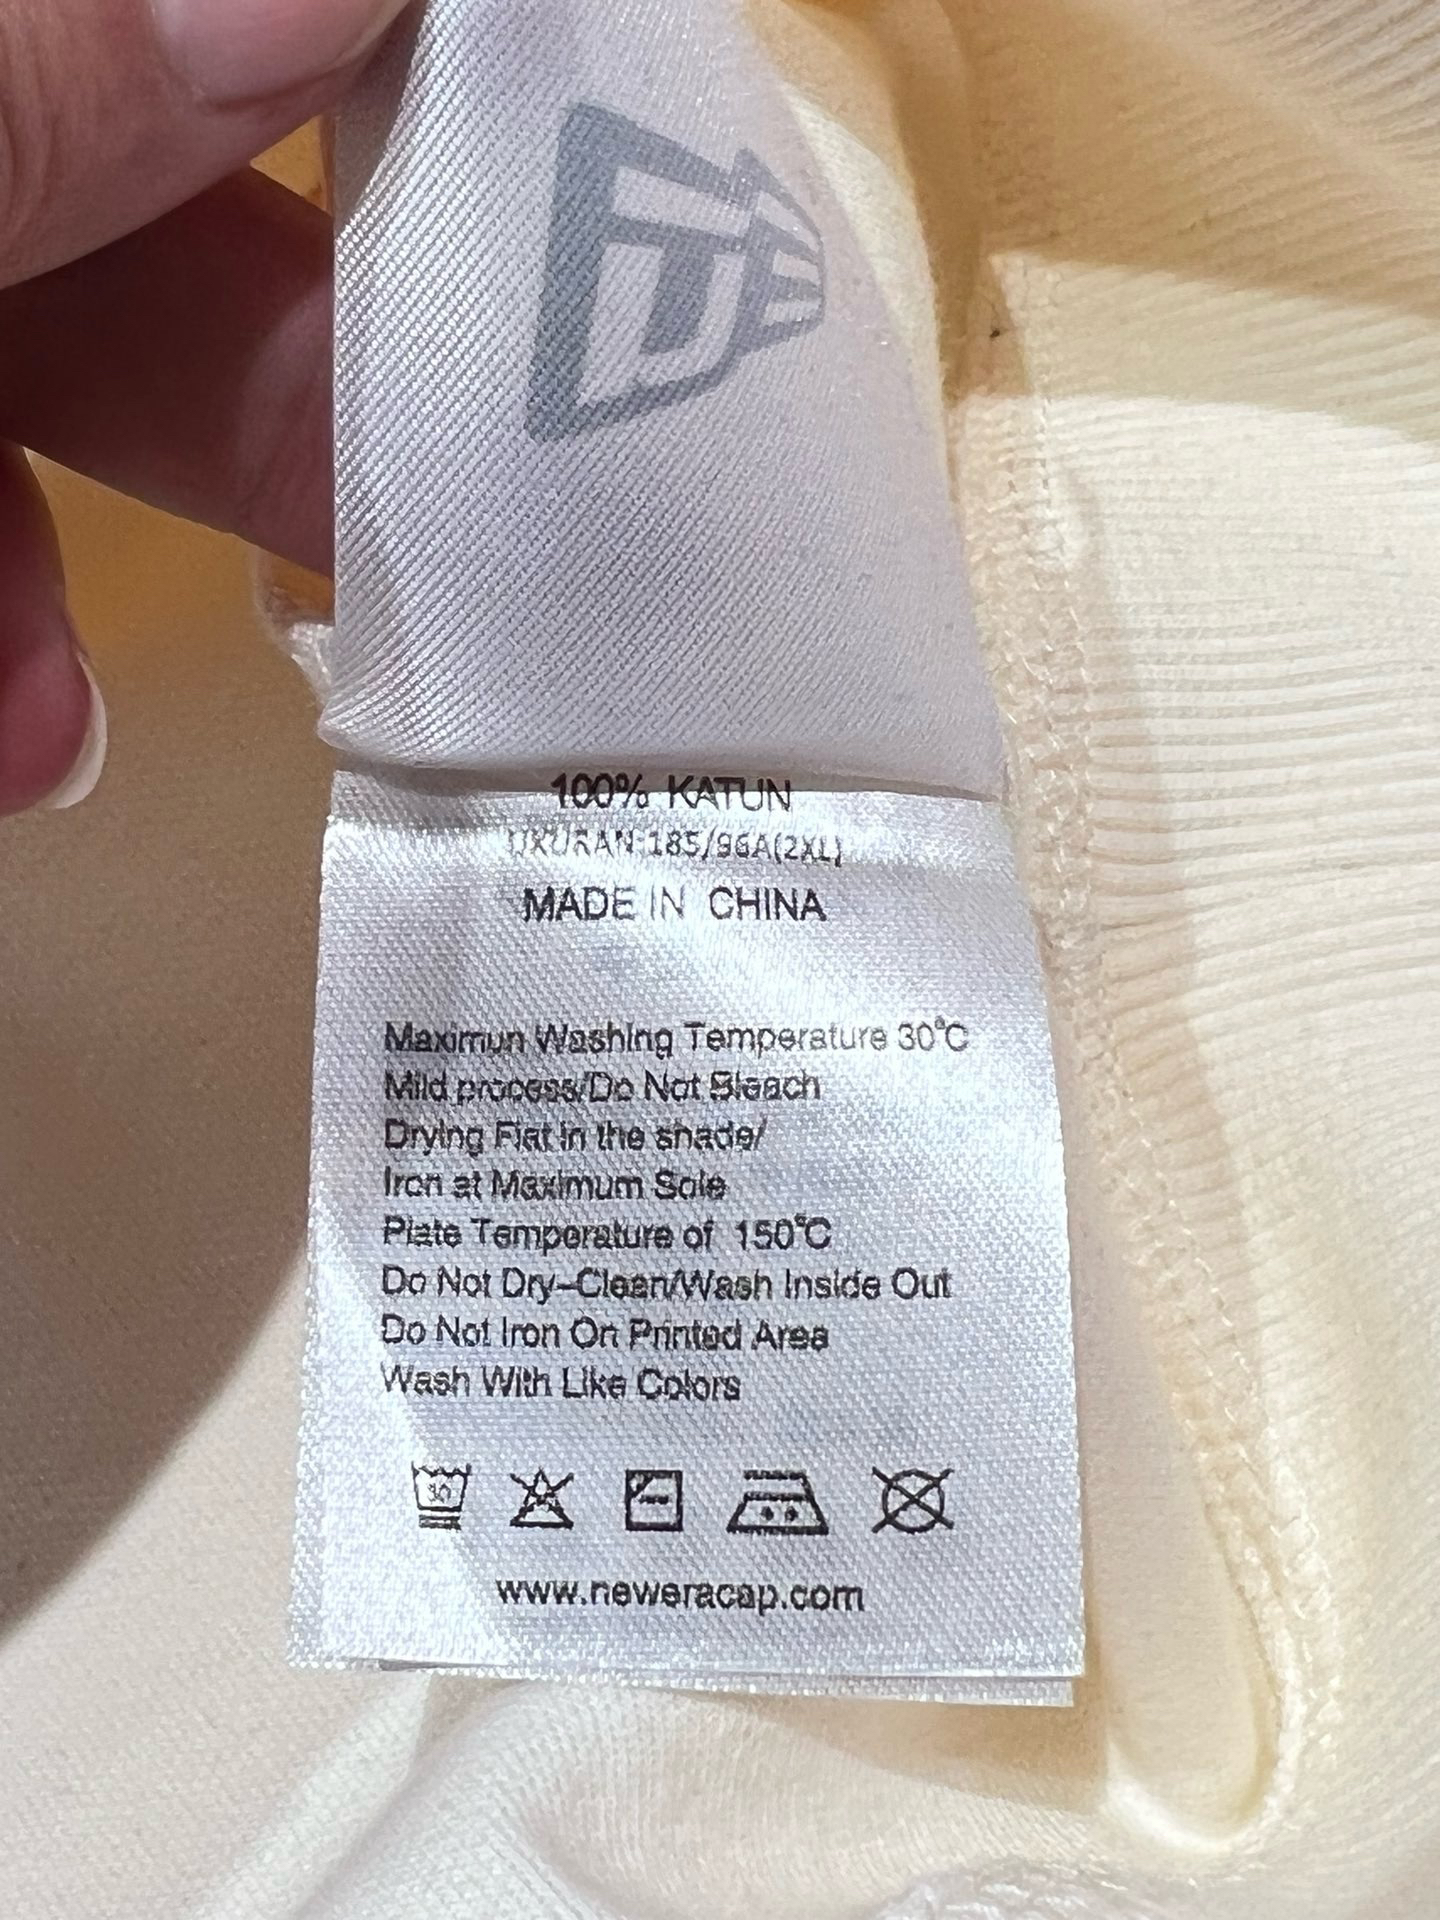 100% KATUN
UKURAN:185/96A(2XL)
MADE IN CHINA
Maximun Washing Temperature 30°C
Mild process/Do Not Bleach
Drying Flat in the shade/
Iron at Maximum Sole
Plate Temperature of 150°C
Do Not Dry-Clean/Wash Inside Out
Do Not Iron On Printed Area
Wash With Like Colors
30
www.neweracap.com